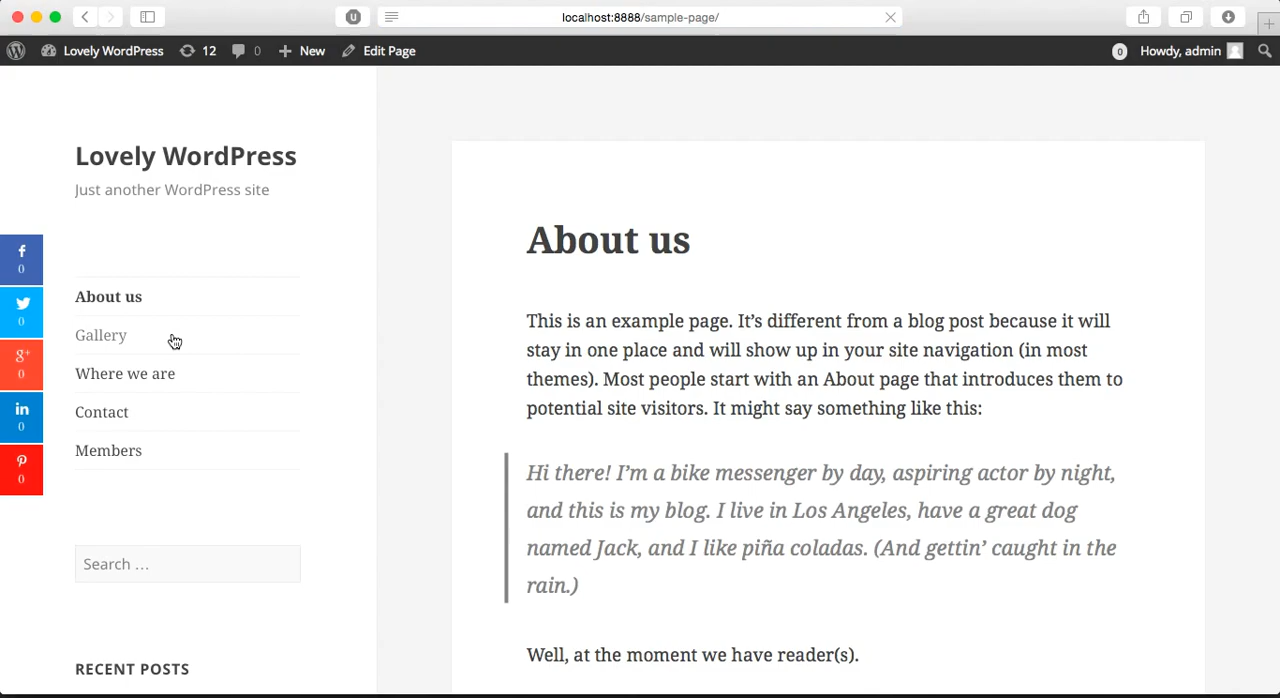 localhost:8888/sample-page/
Lovely WordPress 12 0 New Edit Page 0 Howdy, admin
Lovely WordPress
Just another WordPress site
f
0
0
g+
0
in
0
0
About us
Gallery
Where we are
Contact
Members
Search …
RECENT POSTS
About us
This is an example page. It’s different from a blog post because it will
stay in one place and will show up in your site navigation (in most
themes). Most people start with an About page that introduces them to
potential site visitors. It might say something like this:
Hi there! I’m a bike messenger by day, aspiring actor by night,
and this is my blog. I live in Los Angeles, have a great dog
named Jack, and I like piña coladas. (And gettin’ caught in the
rain.)
Well, at the moment we have reader(s).